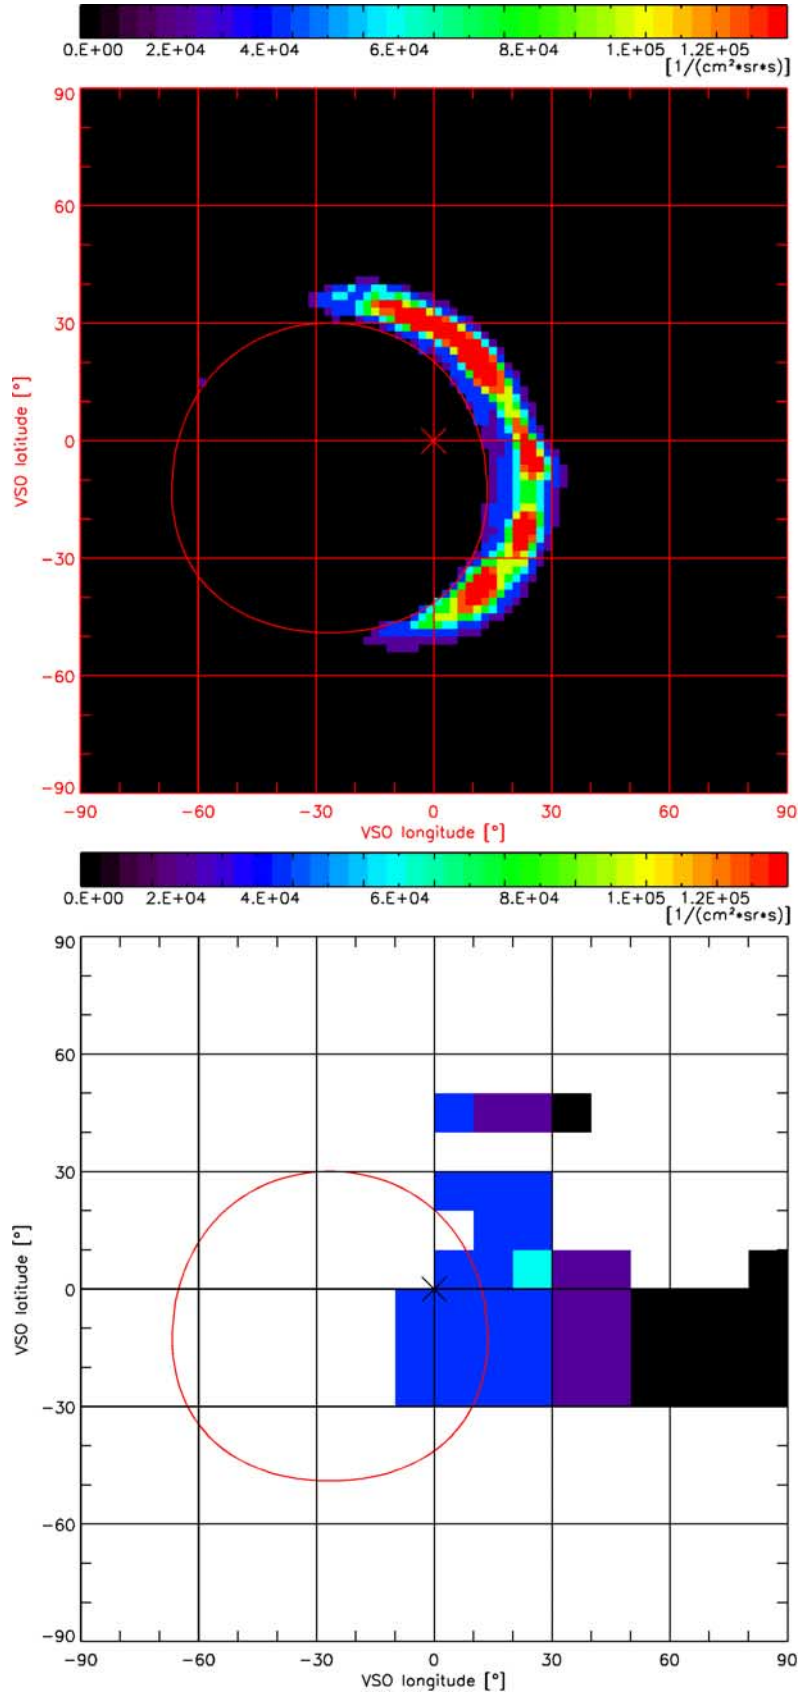 0.E+00 2.E+04 4.E+04 6.E+04 8.E+04 1.E+05 1.2E+05
[1/(cm²*sr*s)]
90
60
30
0
-30
-60
-90
VSO latitude [°]
-90 -60 -30 0 30 60 90
VSO longitude [°]
0.E+00 2.E+04 4.E+04 6.E+04 8.E+04 1.E+05 1.2E+05
[1/(cm²*sr*s)]
90
60
30
0
-30
-60
-90
VSO latitude [°]
-90 -60 -30 0 30 60 90
VSO longitude [°]